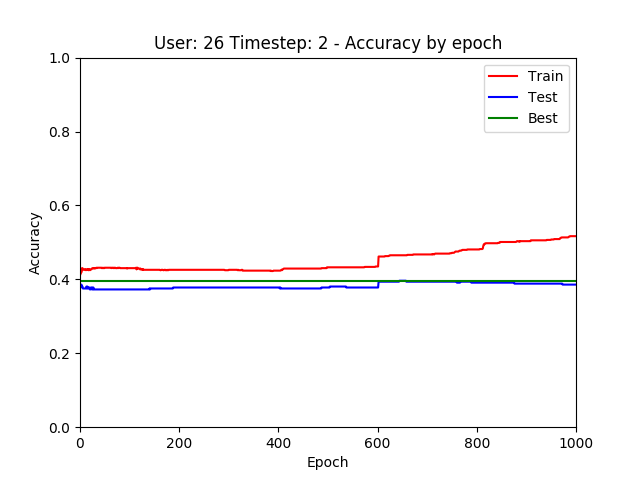 User: 26 Timestep: 2 - Accuracy by epoch
1.0
0.8
0.6
0.4
0.2
0.0
Accuracy
Train
Test
Best
0 200 400 600 800 1000
Epoch